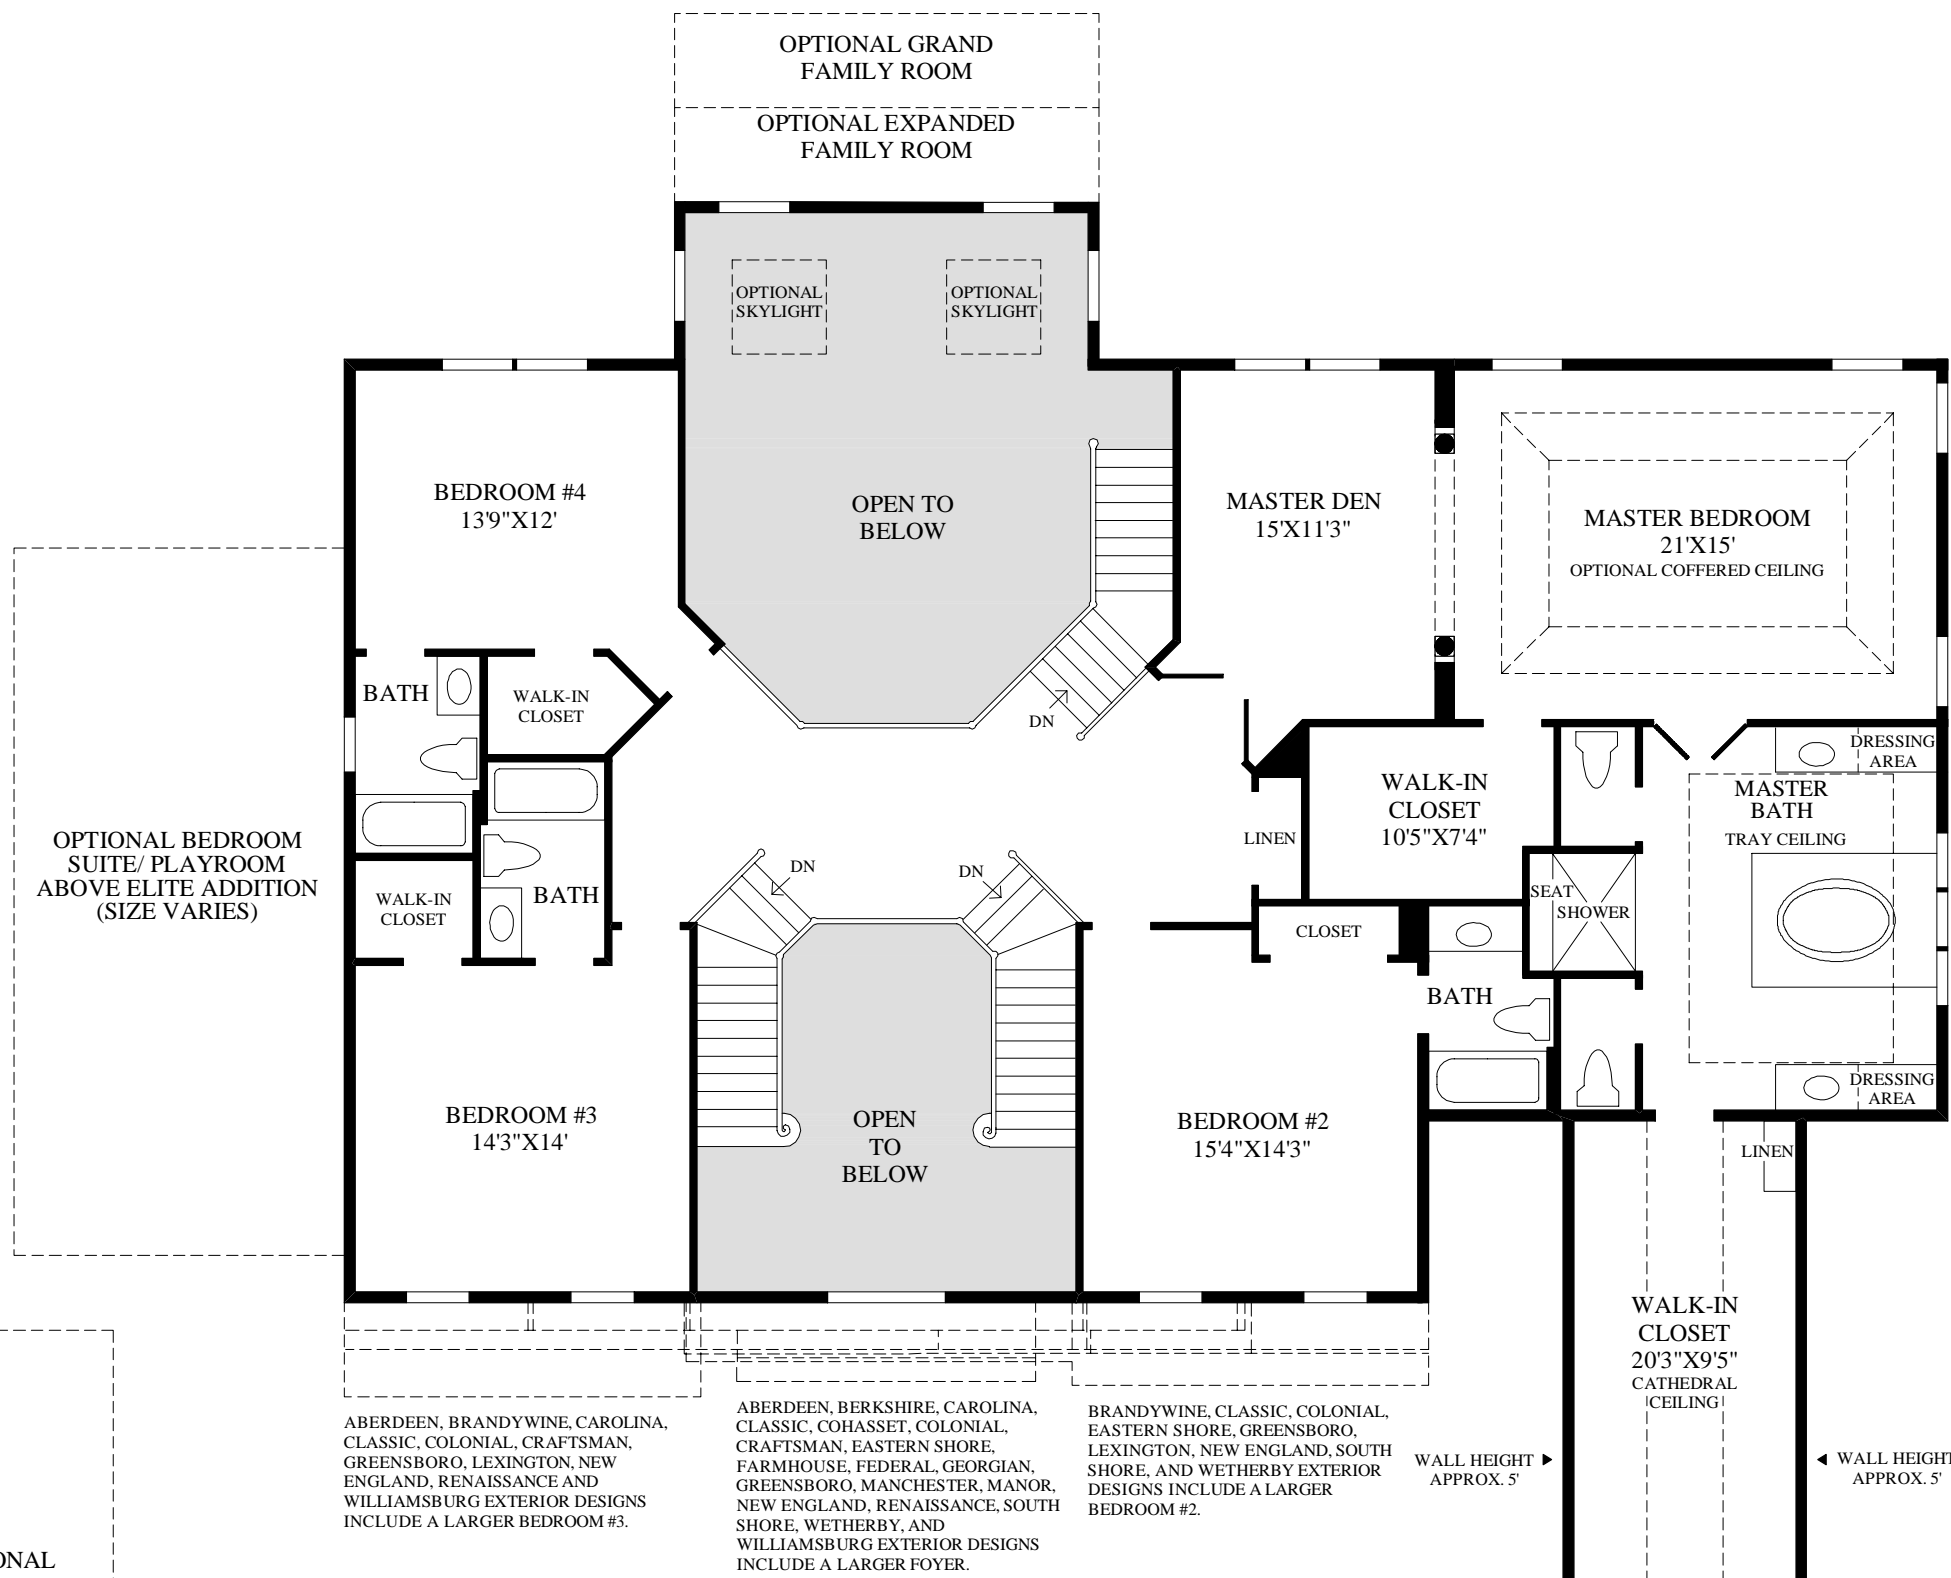 OPTIONAL GRAND
FAMILY ROOM
OPTIONAL EXPANDED
FAMILY ROOM
OPTIONAL
SKYLIGHT
OPTIONAL
SKYLIGHT
BEDROOM #4
13'9"X12'
OPEN TO
BELOW
MASTER DEN
15'X11'3"
MASTER BEDROOM
21'X15'
OPTIONAL COFFERED CEILING
BATH
WALK-IN
CLOSET
DN
DRESSING
AREA
WALK-IN
CLOSET
10'5"X7'4"
MASTER
BATH
TRAY CEILING
OPTIONAL BEDROOM
SUITE/ PLAYROOM
ABOVE ELITE ADDITION
(SIZE VARIES)
LINEN
DN
DN
WALK-IN
CLOSET
BATH
SEAT
SHOWER
CLOSET
BATH
DRESSING
AREA
BEDROOM #3
14'3"X14'
OPEN
TO
BELOW
BEDROOM #2
15'4"X14'3"
LINEN
WALK-IN
CLOSET
20'3"X9'5"
CATHEDRAL
CEILING
ABERDEEN, BRANDYWINE, CAROLINA,
CLASSIC, COLONIAL, CRAFTSMAN,
GREENSBORO, LEXINGTON, NEW
ENGLAND, RENAISSANCE AND
WILLIAMSBURG EXTERIOR DESIGNS
INCLUDE A LARGER BEDROOM #3.
ABERDEEN, BERKSHIRE, CAROLINA,
CLASSIC, COHASSET, COLONIAL,
CRAFTSMAN, EASTERN SHORE,
FARMHOUSE, FEDERAL, GEORGIAN,
GREENSBORO, MANCHESTER, MANOR,
NEW ENGLAND, RENAISSANCE, SOUTH
SHORE, WETHERBY, AND
WILLIAMSBURG EXTERIOR DESIGNS
INCLUDE A LARGER FOYER.
BRANDYWINE, CLASSIC, COLONIAL,
EASTERN SHORE, GREENSBORO,
LEXINGTON, NEW ENGLAND, SOUTH
SHORE, AND WETHERBY EXTERIOR
DESIGNS INCLUDE A LARGER
BEDROOM #2.
WALL HEIGHT
APPROX. 5'
WALL HEIGHT
APPROX. 5'
ONAL